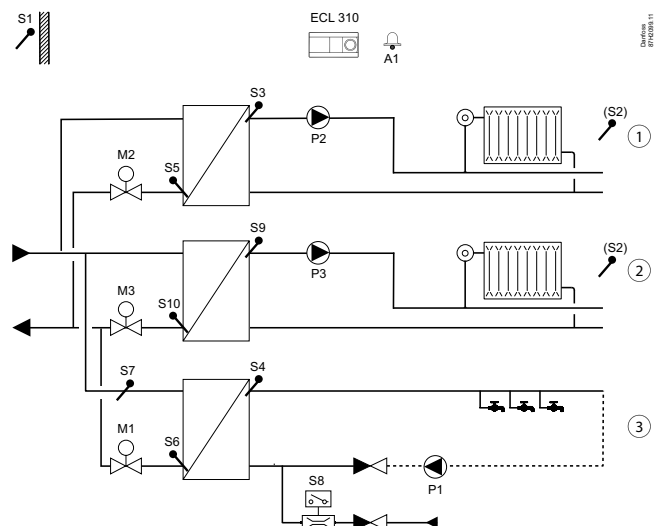 S1
ECL 310
A1
Danfoss
87H2099.11
S3
P2
(S2)
1
M2
S5
S9
P3
(S2)
2
M3
S10
S7
S4
3
M1
S6
S8
P1